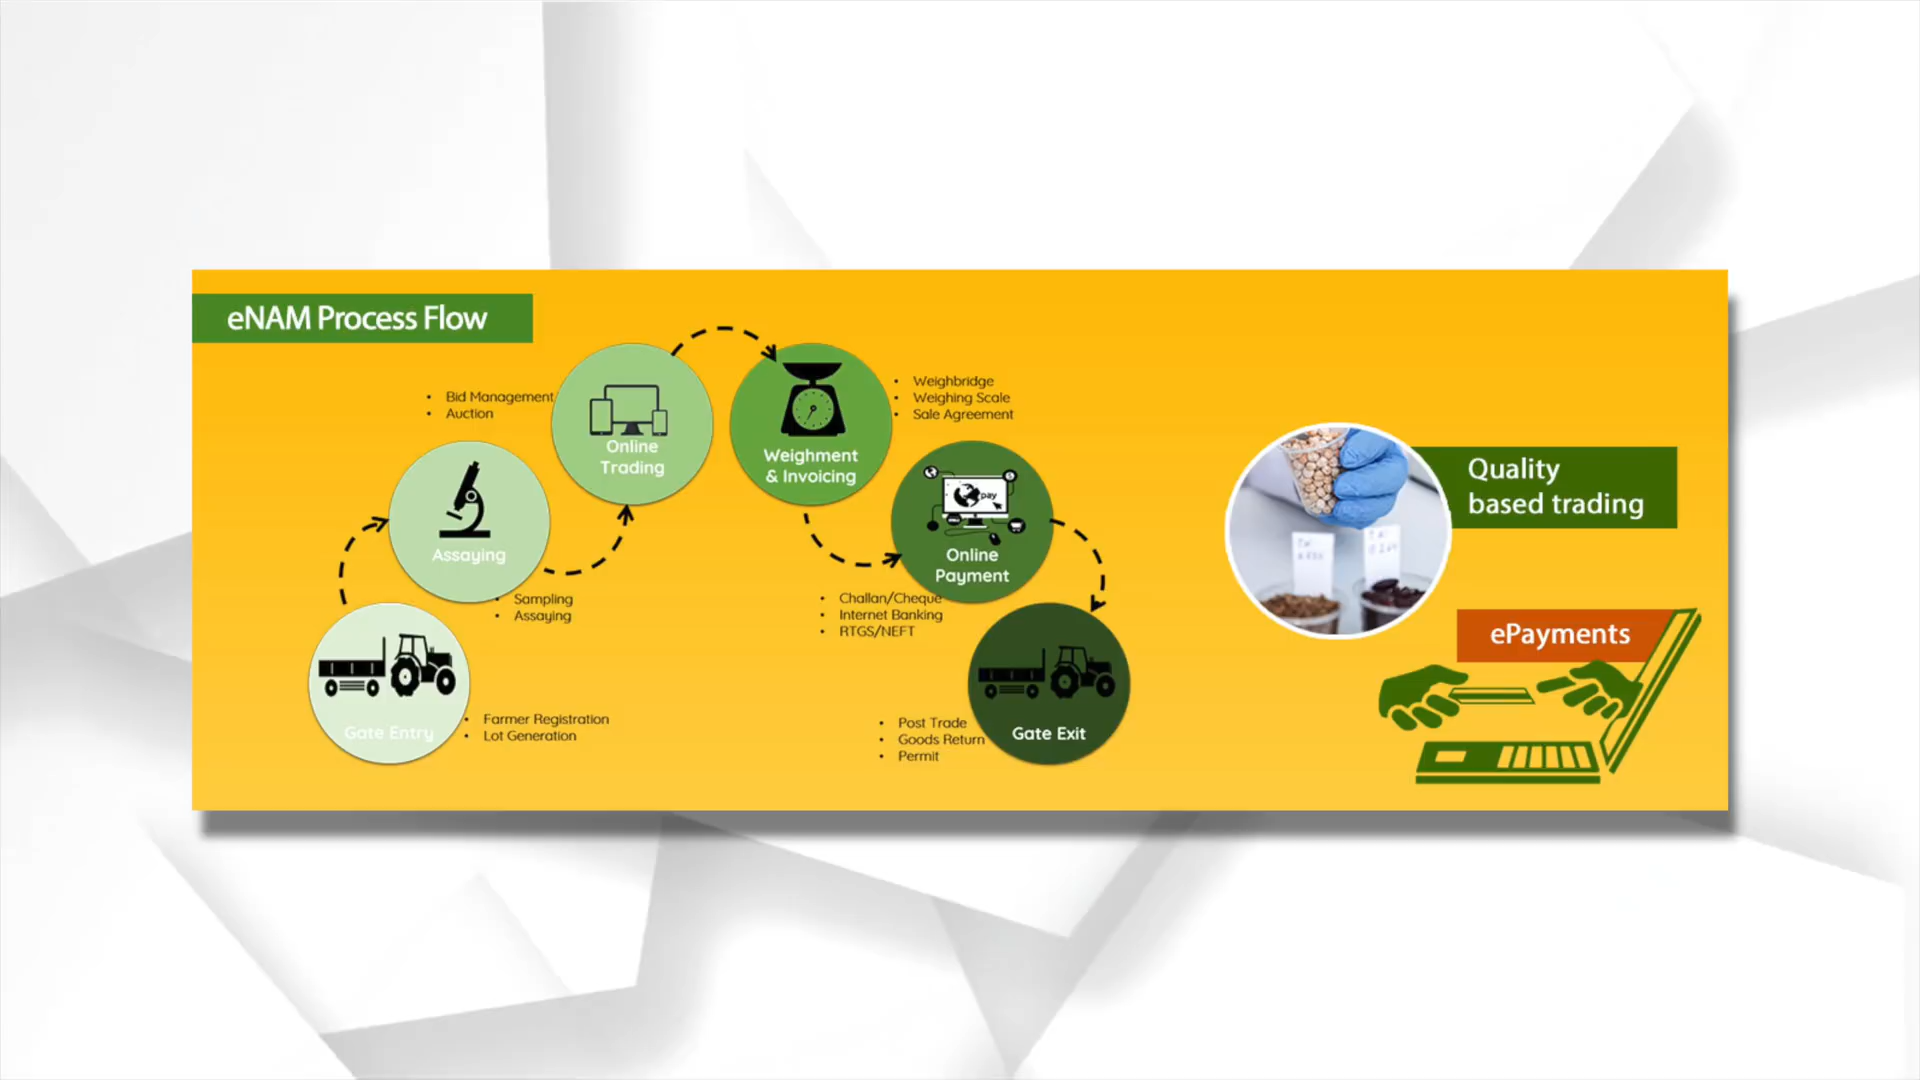 eNAM Process Flow
Gate Entry
• Farmer Registration
• Lot Generation
Assaying
• Sampling
• Assaying
Online
Trading
• Bid Management
• Auction
Weighment
& Invoicing
• Weighbridge
• Weighing Scale
• Sale Agreement
pay
Online
Payment
• Challan/Cheque
• Internet Banking
• RTGS/NEFT
Gate Exit
• Post Trade
• Goods Return
• Permit
Quality
based trading
ePayments